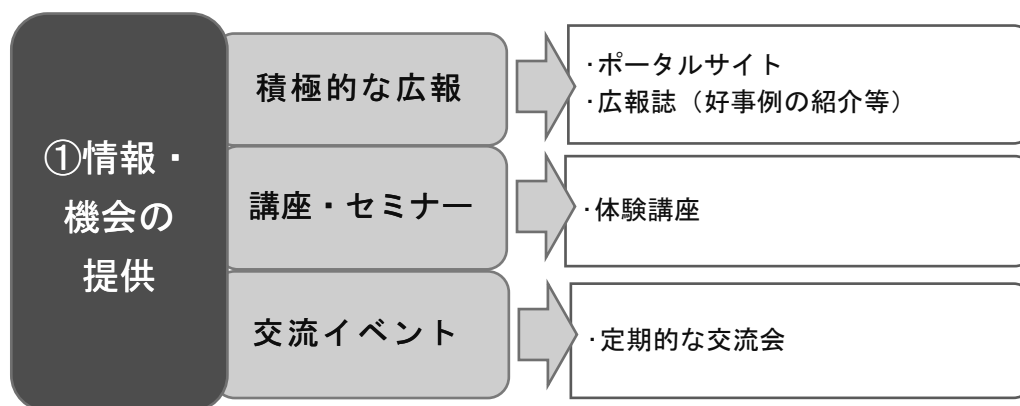 ①情報・
機会の
提供
積極的な広報
・ポータルサイト
・広報誌（好事例の紹介等）
講座・セミナー
・体験講座
交流イベント
・定期的な交流会